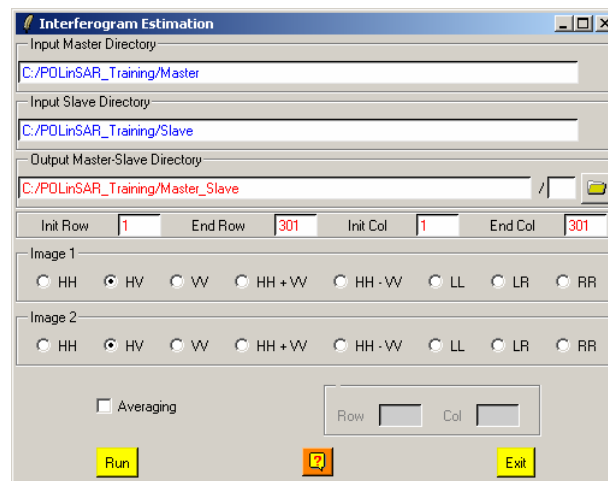 Interferogram Estimation
Input Master Directory
C:/POLinSAR_Training/Master
Input Slave Directory
C:/POLinSAR_Training/Slave
Output Master-Slave Directory
C:/POLinSAR_Training/Master_Slave /
Init Row 1 End Row 301 Init Col 1 End Col 301
Image 1
HH HV VV HH + VV HH - VV LL LR RR
Image 2
HH HV VV HH + VV HH - VV LL LR RR
Averaging
Row Col
Run ? Exit